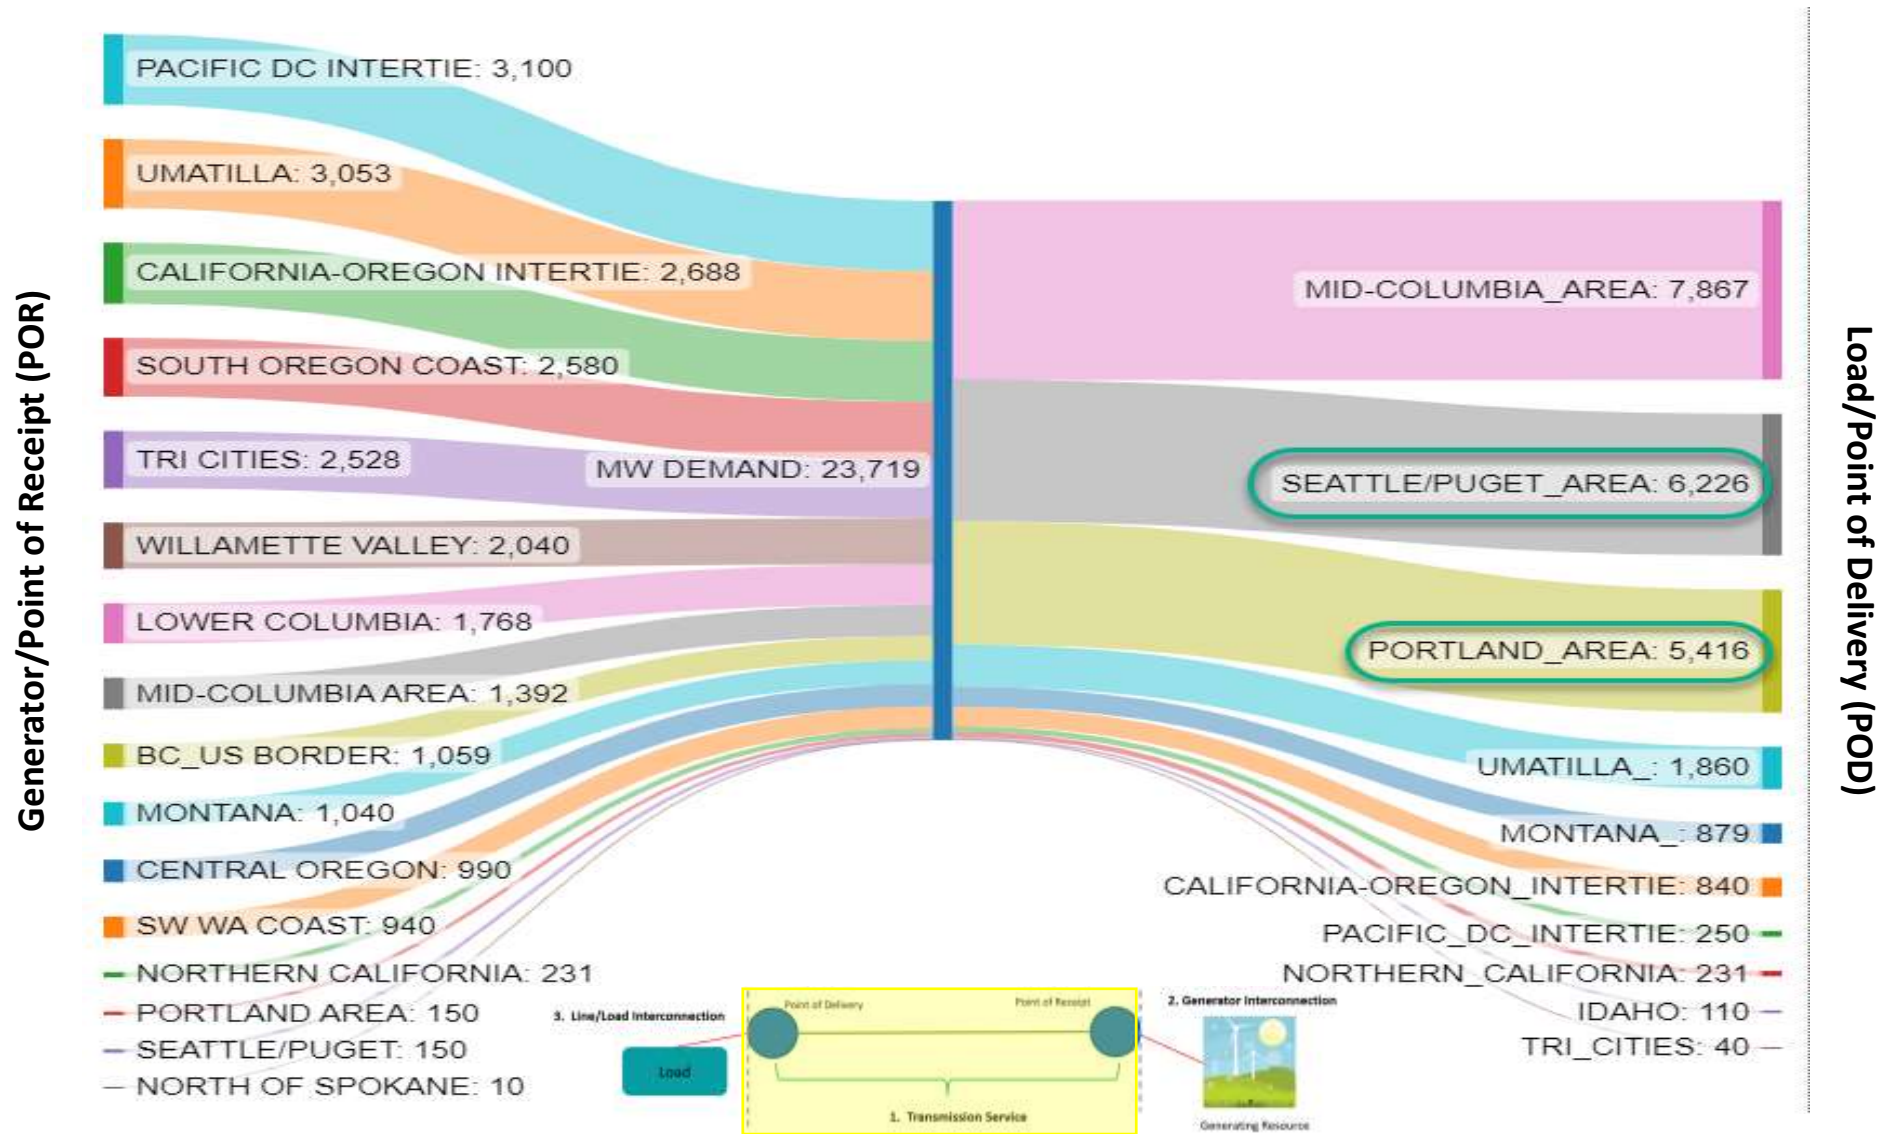 Generator/Point of Receipt (POR)
PACIFIC DC INTERTIE: 3,100
UMATILLA: 3,053
CALIFORNIA-OREGON INTERTIE: 2,688
SOUTH OREGON COAST: 2,580
TRI CITIES: 2,528
WILLAMETTE VALLEY: 2,040
LOWER COLUMBIA: 1,768
MID-COLUMBIA AREA: 1,392
BC_US BORDER: 1,059
MONTANA: 1,040
CENTRAL OREGON: 990
SW WA COAST: 940
NORTHERN CALIFORNIA: 231
PORTLAND AREA: 150
SEATTLE/PUGET: 150
NORTH OF SPOKANE: 10
MW DEMAND: 23,719
MID-COLUMBIA_AREA: 7,867
SEATTLE/PUGET_AREA: 6,226
PORTLAND_AREA: 5,416
UMATILLA_: 1,860
MONTANA_: 879
CALIFORNIA-OREGON_INTERTIE: 840
PACIFIC_DC_INTERTIE: 250
NORTHERN_CALIFORNIA: 231
IDAHO: 110
TRI_CITIES: 40
Load/Point of Delivery (POD)
3. Line/Load Interconnection
Load
Point of Delivery
Point of Receipt
1. Transmission Service
2. Generator Interconnection
Generating Resource